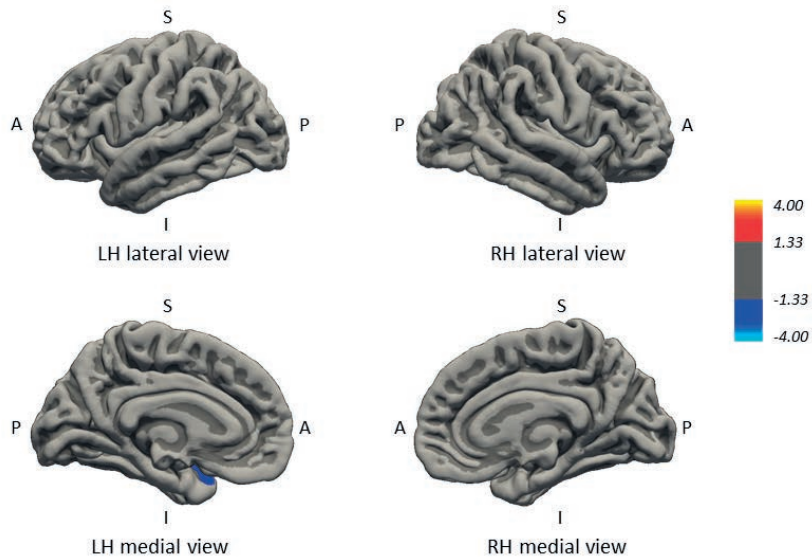 S
S
A
P
P
A
I
I
LH lateral view
RH lateral view
4.00
1.33
-1.33
-4.00
S
S
P
A
A
P
I
I
LH medial view
RH medial view